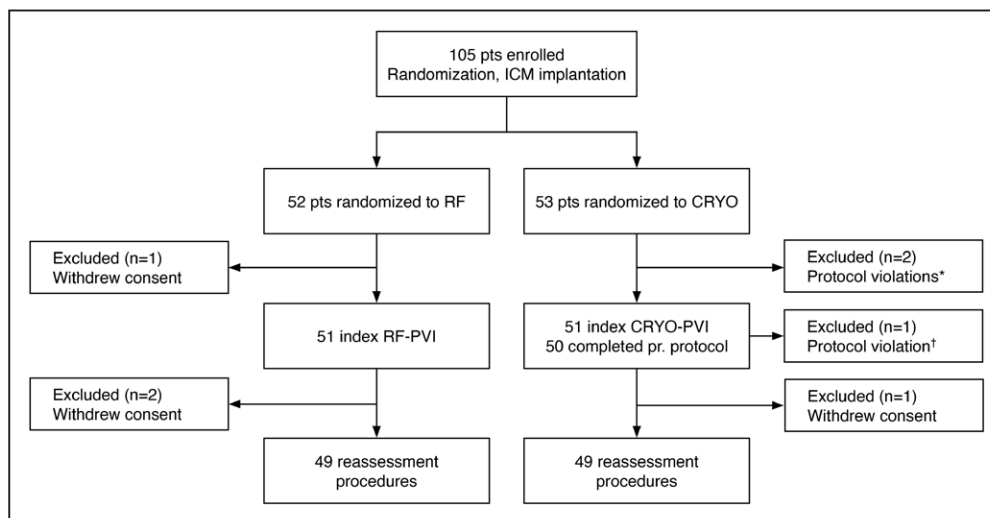 105 pts enrolled
Randomization, ICM implantation
52 pts randomized to RF
53 pts randomized to CRYO
Excluded (n=1)
Withdrew consent
Excluded (n=2)
Protocol violations*
51 index RF-PVI
51 index CRYO-PVI
50 completed pr. protocol
Excluded (n=1)
Protocol violation†
Excluded (n=2)
Withdrew consent
Excluded (n=1)
Withdrew consent
49 reassessment
procedures
49 reassessment
procedures